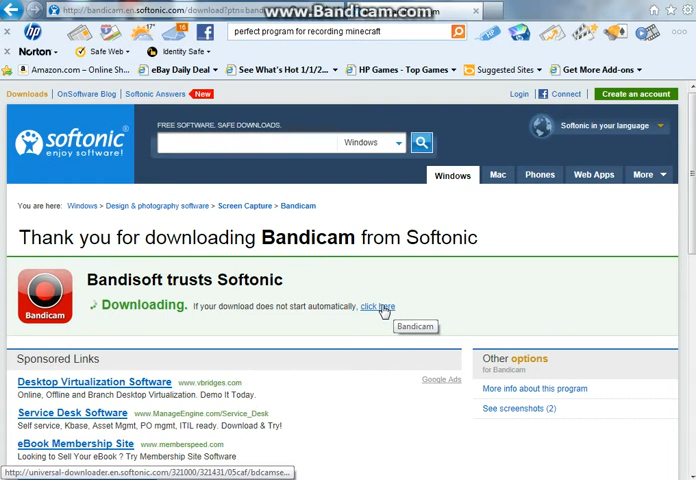 www.Bandicam.com
http://bandicam.en.softonic.com/download?ptn=band
hp
perfect program for recording minecraft
17°
Norton
Safe Web
Identity Safe
Amazon.com – Online Sh...
eBay Daily Deal
See What's Hot 1/1/2...
HP Games - Top Games
Suggested Sites
Get More Add-ons
Downloads
OnSoftware Blog
Softonic Answers
New
Login
Connect
Create an account
softonic®
enjoy software!
FREE SOFTWARE. SAFE DOWNLOADS.
Windows
Softonic in your language
Windows
Mac
Phones
Web Apps
More
You are here: Windows > Design & photography software > Screen Capture > Bandicam
Thank you for downloading Bandicam from Softonic
Bandisoft trusts Softonic
Bandicam
Downloading. If your download does not start automatically, click here
Bandicam
Sponsored Links
Google Ads
Desktop Virtualization Software www.vbridges.com
Online, Offline and Branch Desktop Virtualization. Demo It Today.
Service Desk Software www.ManageEngine.com/Service_Desk
Self service, Kbase, Asset Mgmt, PO mgmt, ITIL ready. Download & Try!
eBook Membership Site www.memberspeed.com
Looking to Sell Your eBook ? Try Membership Site Software
Other options
for Bandicam
More info about this program
See screenshots (2)
http://universal-downloader.en.softonic.com/321000/321431/05caf/bdcamse...